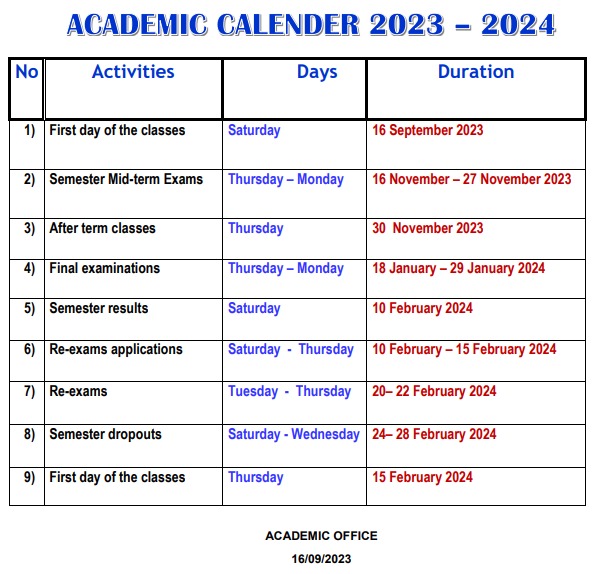 ACADEMIC CALENDER 2023 – 2024
No Activities Days Duration
1) First day of the classes Saturday 16 September 2023
2) Semester Mid-term Exams Thursday – Monday 16 November – 27 November 2023
3) After term classes Thursday 30 November 2023
4) Final examinations Thursday – Monday 18 January – 29 January 2024
5) Semester results Saturday 10 February 2024
6) Re-exams applications Saturday - Thursday 10 February – 15 February 2024
7) Re-exams Tuesday - Thursday 20– 22 February 2024
8) Semester dropouts Saturday - Wednesday 24– 28 February 2024
9) First day of the classes Thursday 15 February 2024
ACADEMIC OFFICE
16/09/2023